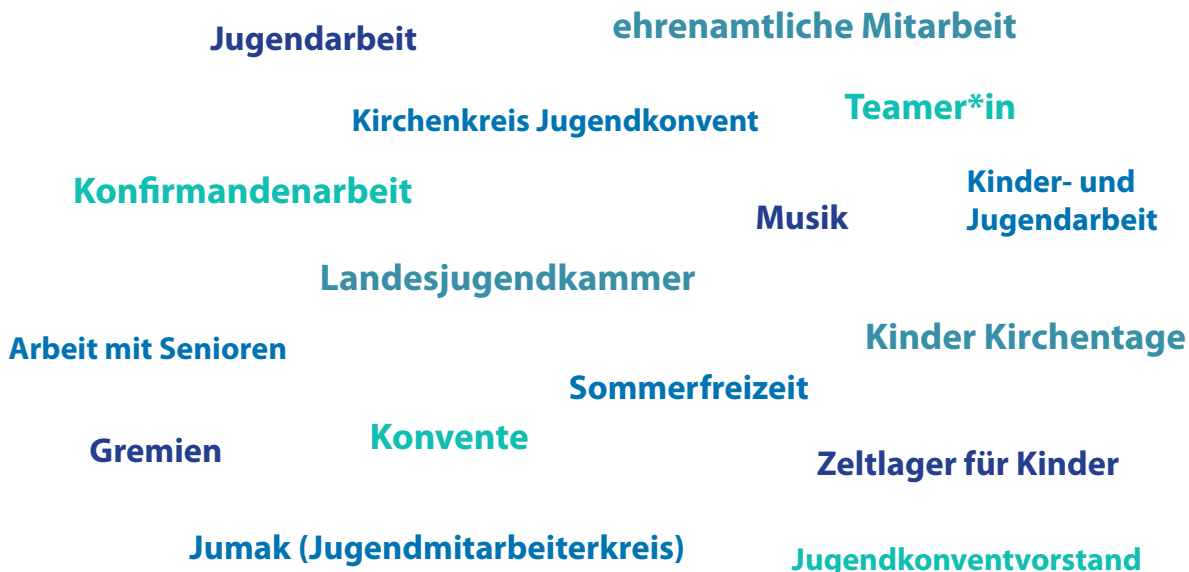 ehrenamtliche Mitarbeit
Jugendarbeit
Teamer*in
Kirchenkreis Jugendkonvent
Konfirmandenarbeit
Kinder- und
Jugendarbeit
Musik
Landesjugendkammer
Kinder Kirchentage
Arbeit mit Senioren
Sommerfreizeit
Konvente
Gremien
Zeltlager für Kinder
Jumak (Jugendmitarbeiterkreis)
Jugendkonventvorstand